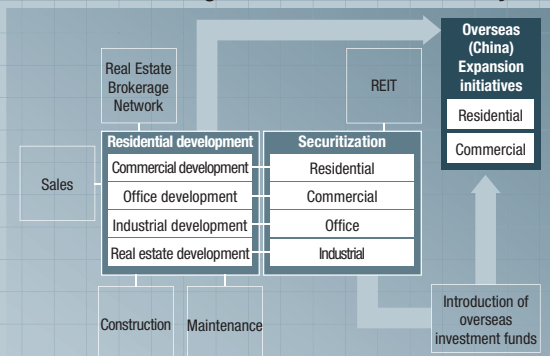 Overseas
(China)
Expansion
initiatives
Residential
Commercial
Real Estate
Brokerage
Network
REIT
Sales
Residential development
Commercial development
Office development
Industrial development
Real estate development
Securitization
Residential
Commercial
Office
Industrial
Construction
Maintenance
Introduction of
overseas
investment funds